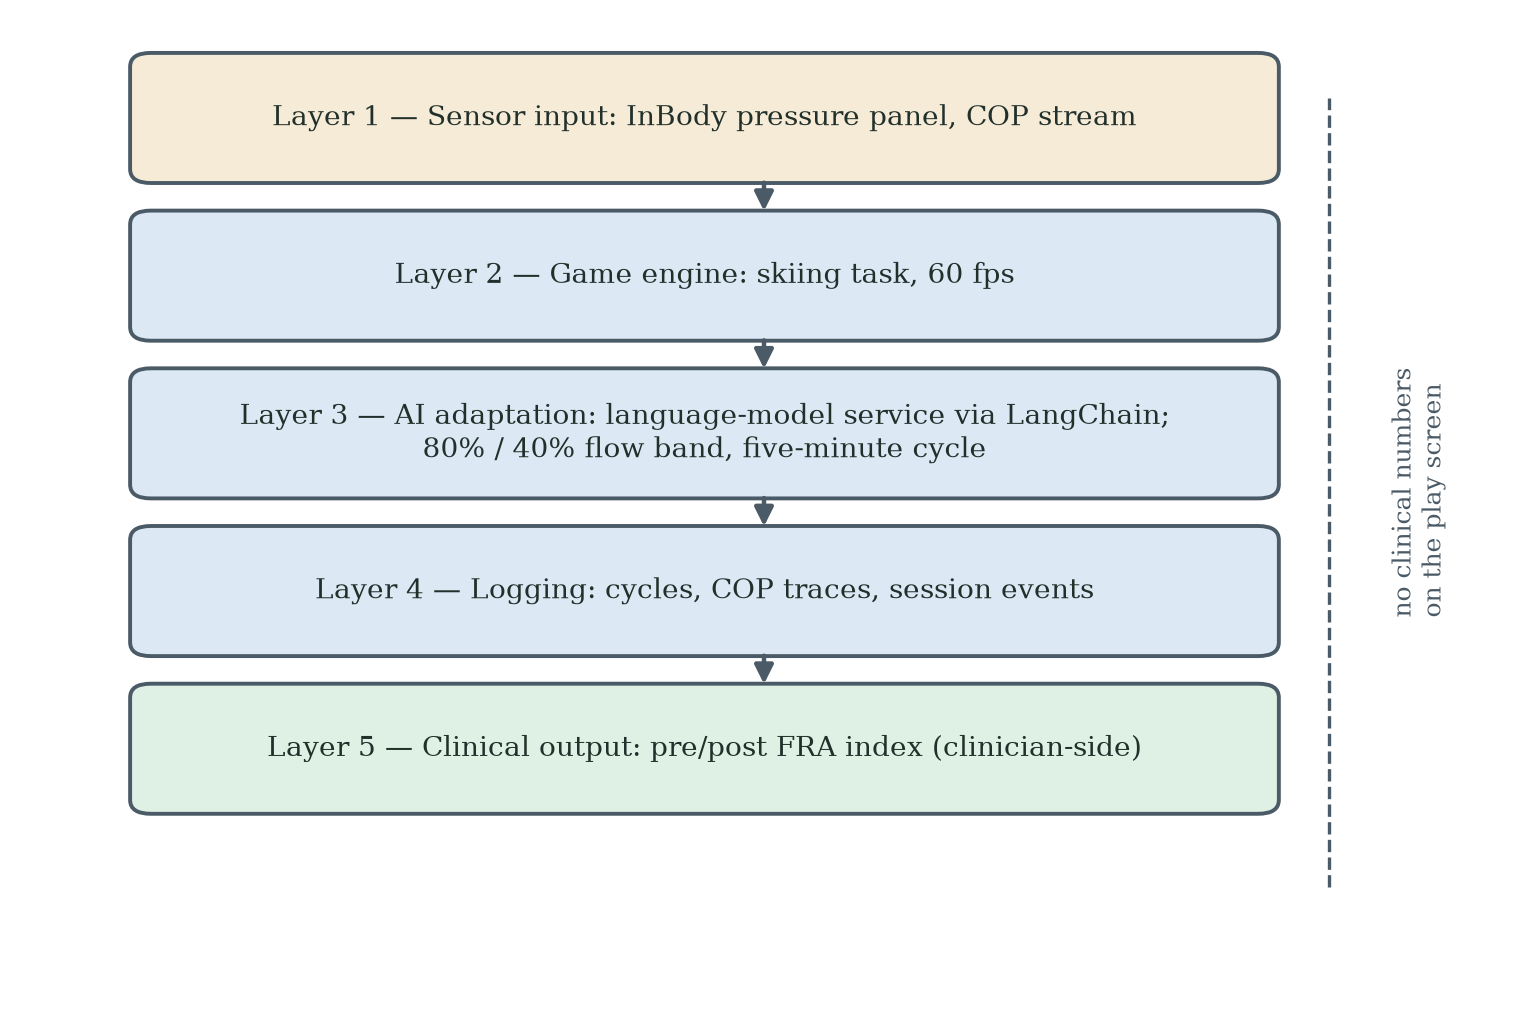 Layer 1 — Sensor input: InBody pressure panel, COP stream
Layer 2 — Game engine: skiing task, 60 fps
Layer 3 — AI adaptation: language-model service via LangChain;
80% / 40% flow band, five-minute cycle
Layer 4 — Logging: cycles, COP traces, session events
Layer 5 — Clinical output: pre/post FRA index (clinician-side)
no clinical numbers
on the play screen